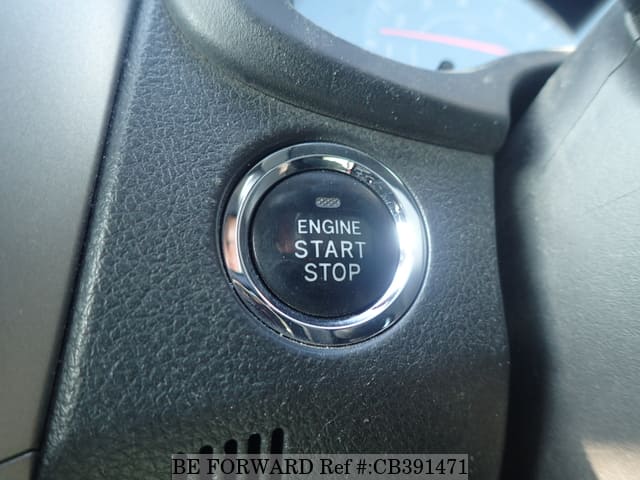 ENGINE
START
STOP
BE FORWARD Ref #:CB391471